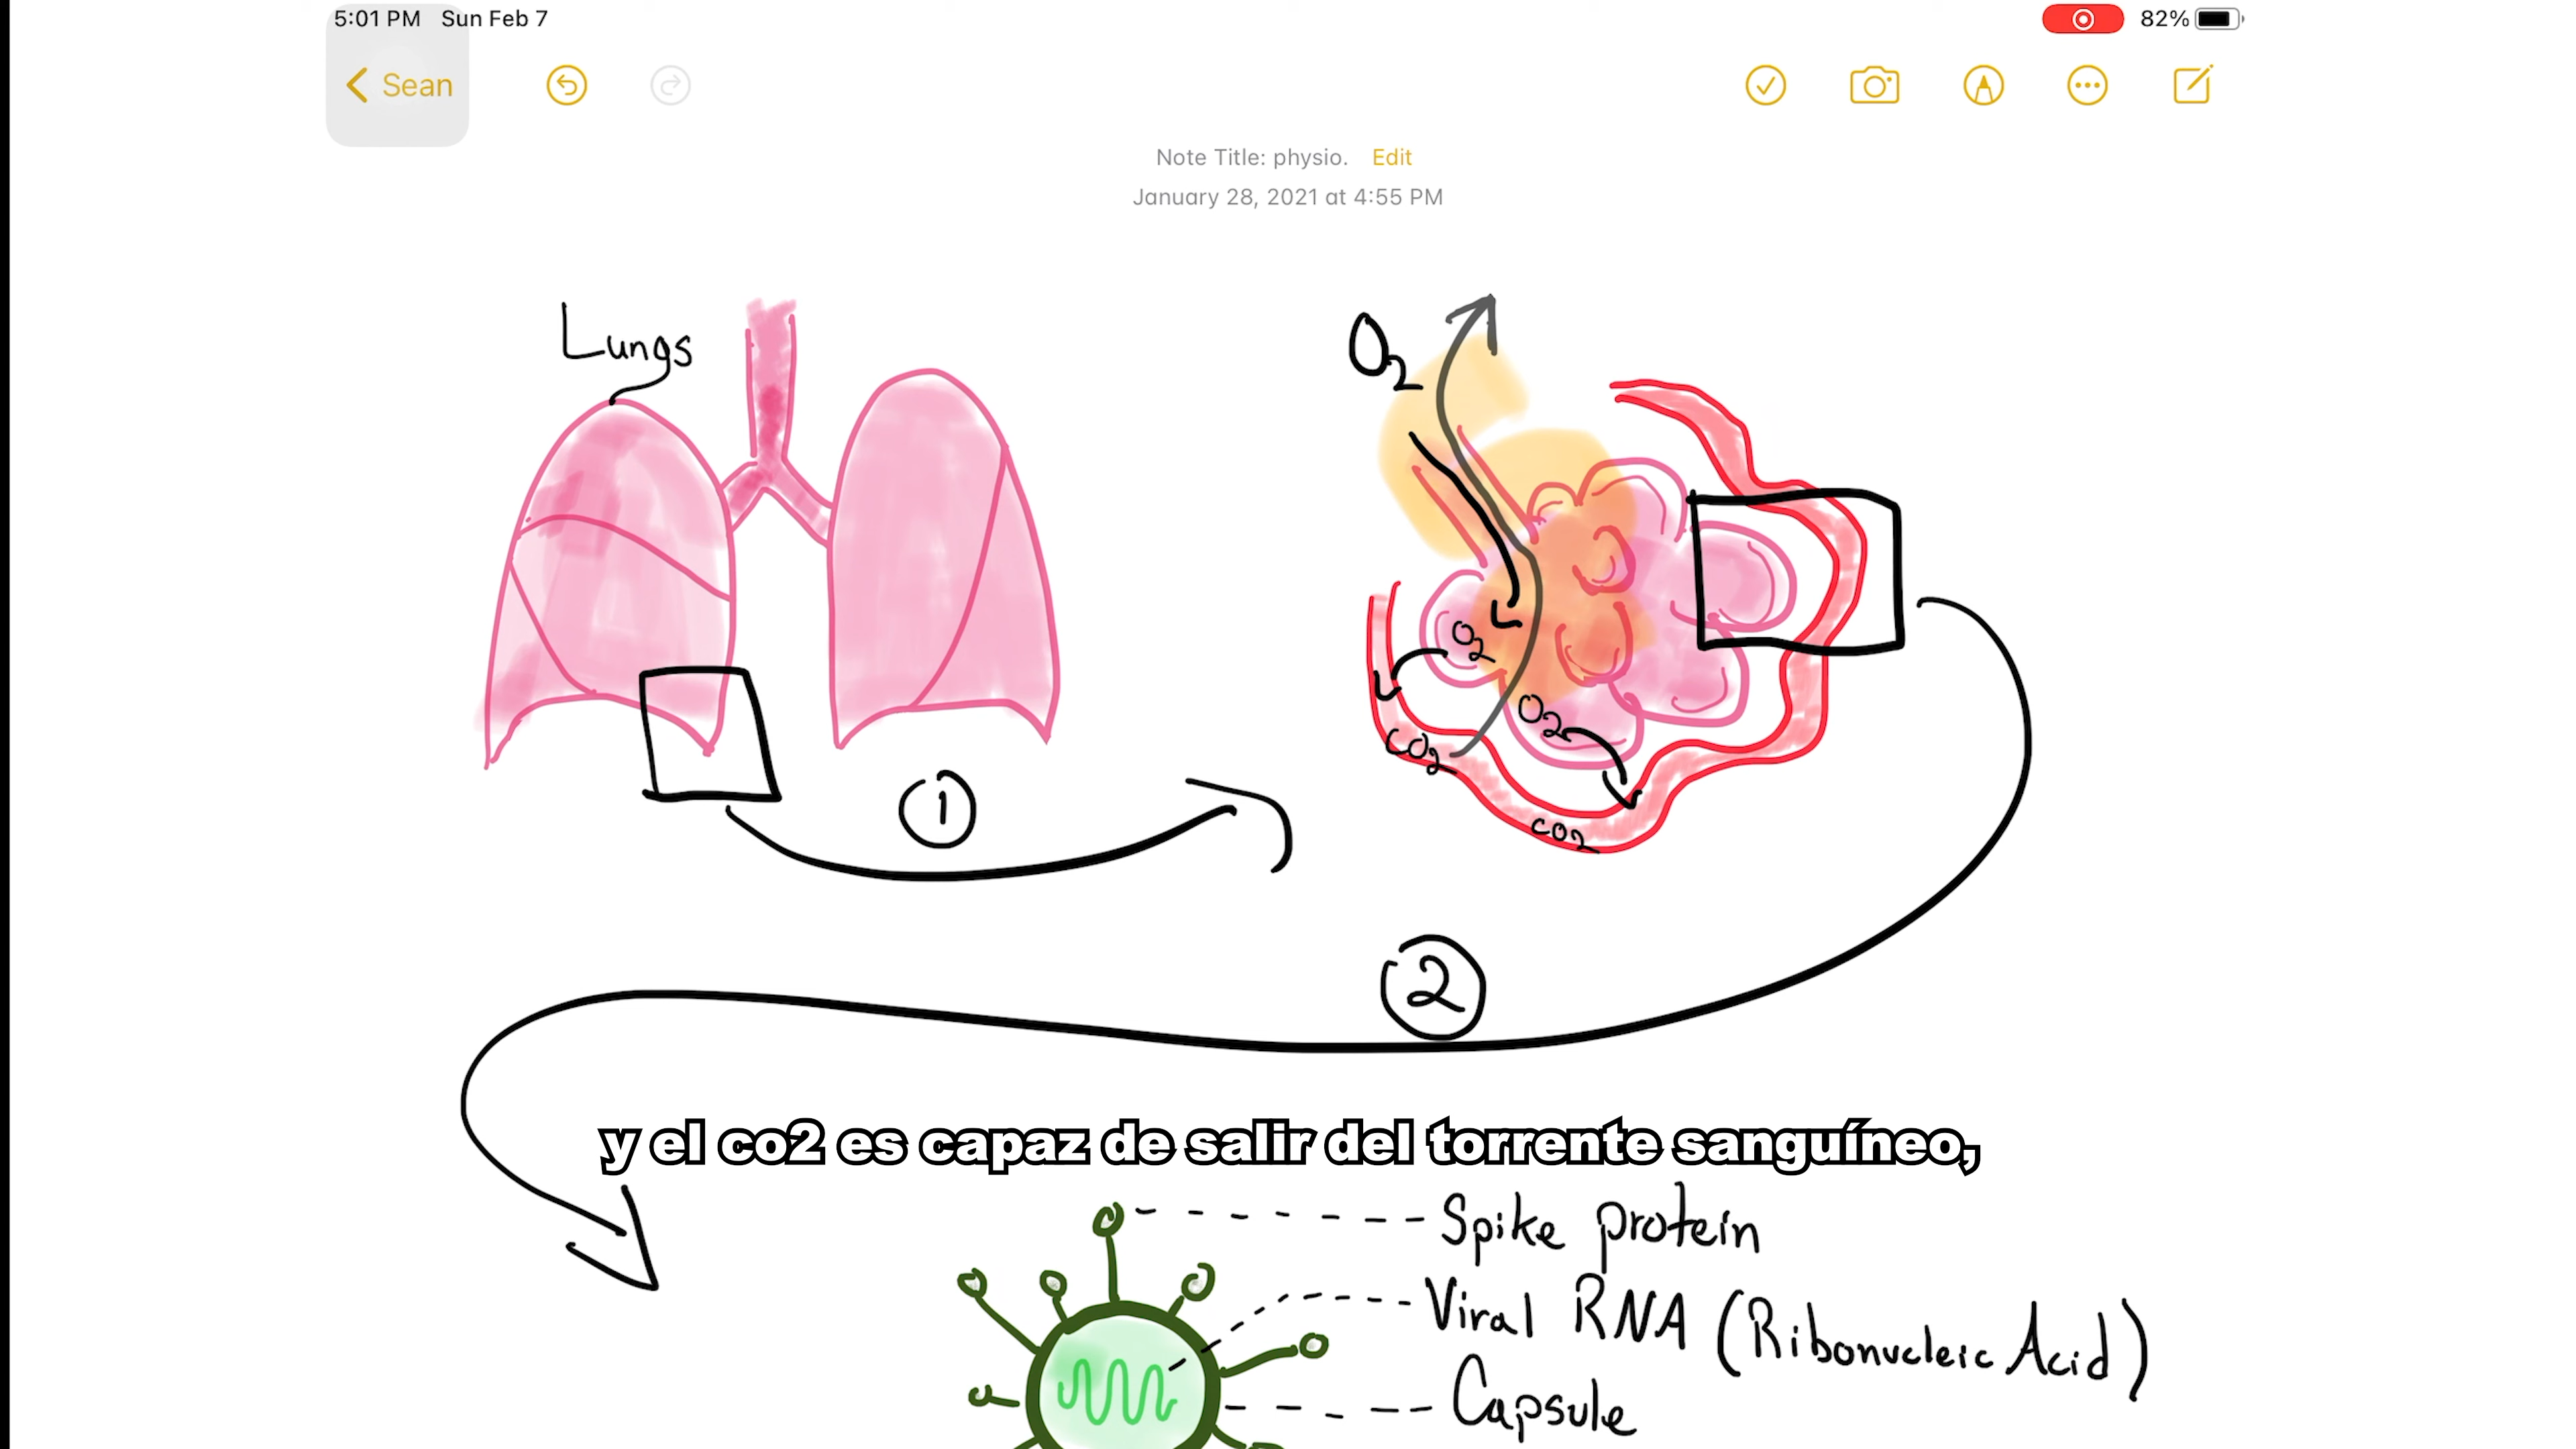 5:01 PM Sun Feb 7
82%
Sean
Note Title: physio. Edit
January 28, 2021 at 4:55 PM
Lungs
O2
O2
O2
CO2
CO2
1
2
y el co2 es capaz de salir del torrente sanguíneo,
Spike protein
Viral RNA (Ribonucleic Acid)
Capsule